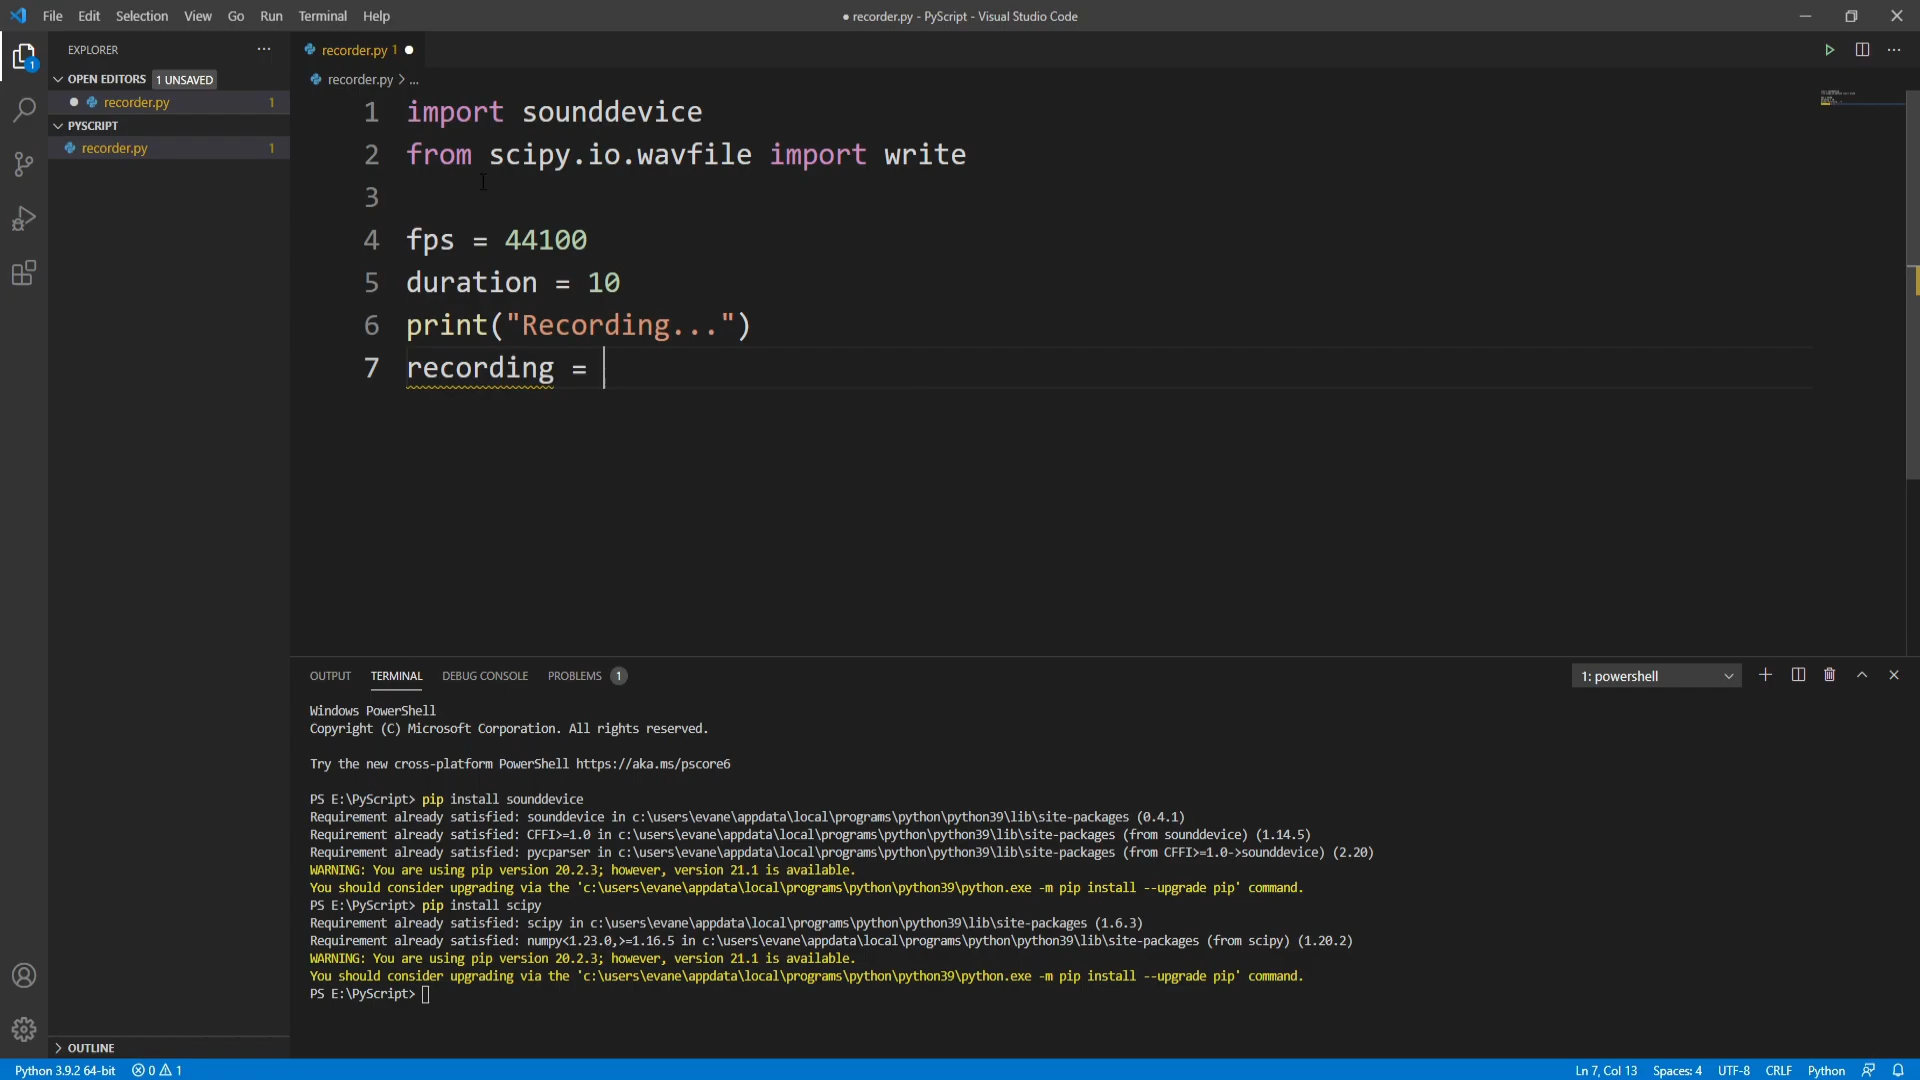 File Edit Selection View Go Run Terminal Help
● recorder.py - PyScript - Visual Studio Code
EXPLORER
recorder.py 1
OPEN EDITORS 1 UNSAVED
recorder.py > ...
recorder.py 1
PYSCRIPT
recorder.py 1
1
1 import sounddevice
2 from scipy.io.wavfile import write
3
4 fps = 44100
5 duration = 10
6 print("Recording...")
7 recording =
OUTPUT TERMINAL DEBUG CONSOLE PROBLEMS 1
1: powershell
Windows PowerShell
Copyright (C) Microsoft Corporation. All rights reserved.
Try the new cross-platform PowerShell https://aka.ms/pscore6
PS E:\PyScript> pip install sounddevice
Requirement already satisfied: sounddevice in c:\users\evane\appdata\local\programs\python\python39\lib\site-packages (0.4.1)
Requirement already satisfied: CFFI>=1.0 in c:\users\evane\appdata\local\programs\python\python39\lib\site-packages (from sounddevice) (1.14.5)
Requirement already satisfied: pycparser in c:\users\evane\appdata\local\programs\python\python39\lib\site-packages (from CFFI>=1.0->sounddevice) (2.20)
WARNING: You are using pip version 20.2.3; however, version 21.1 is available.
You should consider upgrading via the 'c:\users\evane\appdata\local\programs\python\python39\python.exe -m pip install --upgrade pip' command.
PS E:\PyScript> pip install scipy
Requirement already satisfied: scipy in c:\users\evane\appdata\local\programs\python\python39\lib\site-packages (1.6.3)
Requirement already satisfied: numpy<1.23.0,>=1.16.5 in c:\users\evane\appdata\local\programs\python\python39\lib\site-packages (from scipy) (1.20.2)
WARNING: You are using pip version 20.2.3; however, version 21.1 is available.
You should consider upgrading via the 'c:\users\evane\appdata\local\programs\python\python39\python.exe -m pip install --upgrade pip' command.
PS E:\PyScript>
OUTLINE
Python 3.9.2 64-bit 0 1
Ln 7, Col 13 Spaces: 4 UTF-8 CRLF Python